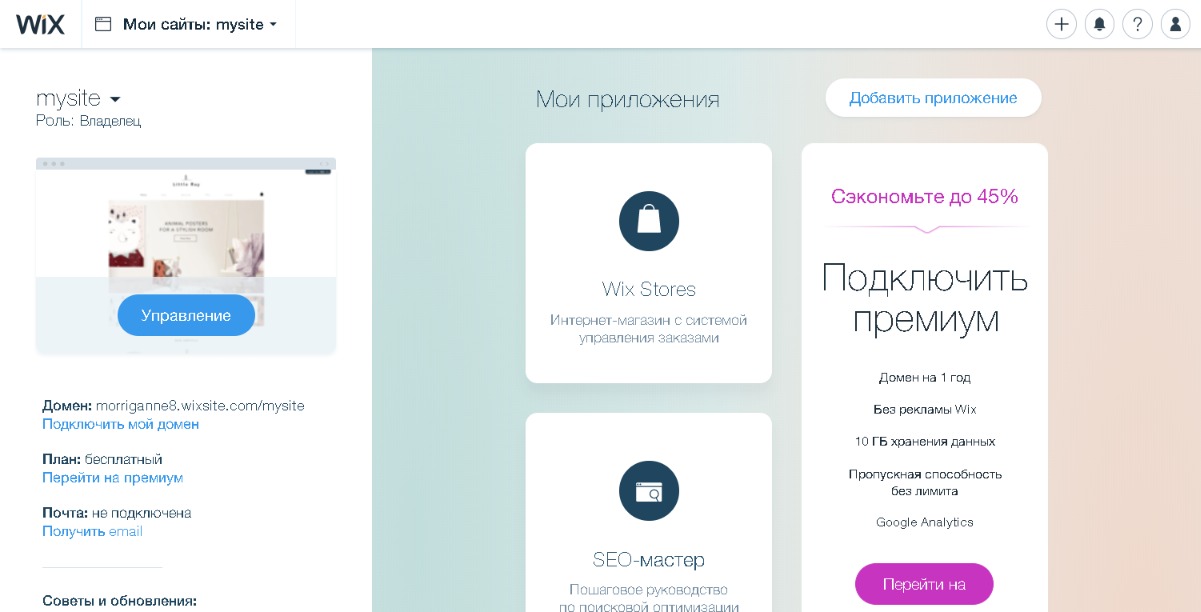 WiX
Мои сайты: mysite
?
mysite
Роль: Владелец
Little Ray
ANIMAL POSTERS
FOR A STYLISH ROOM
Управление
Домен: morriganne8.wixsite.com/mysite
Подключить мой домен
План: бесплатный
Перейти на премиум
Почта: не подключена
Получить email
Советы и обновления:
Мои приложения
Добавить приложение
Wix Stores
Интернет-магазин с системой
управления заказами
SEO-мастер
Пошаговое руководство
по поисковой оптимизации
Сэкономьте до 45%
Подключить
премиум
Домен на 1 год
Без рекламы Wix
10 ГБ хранения данных
Пропускная способность
без лимита
Google Analytics
Перейти на